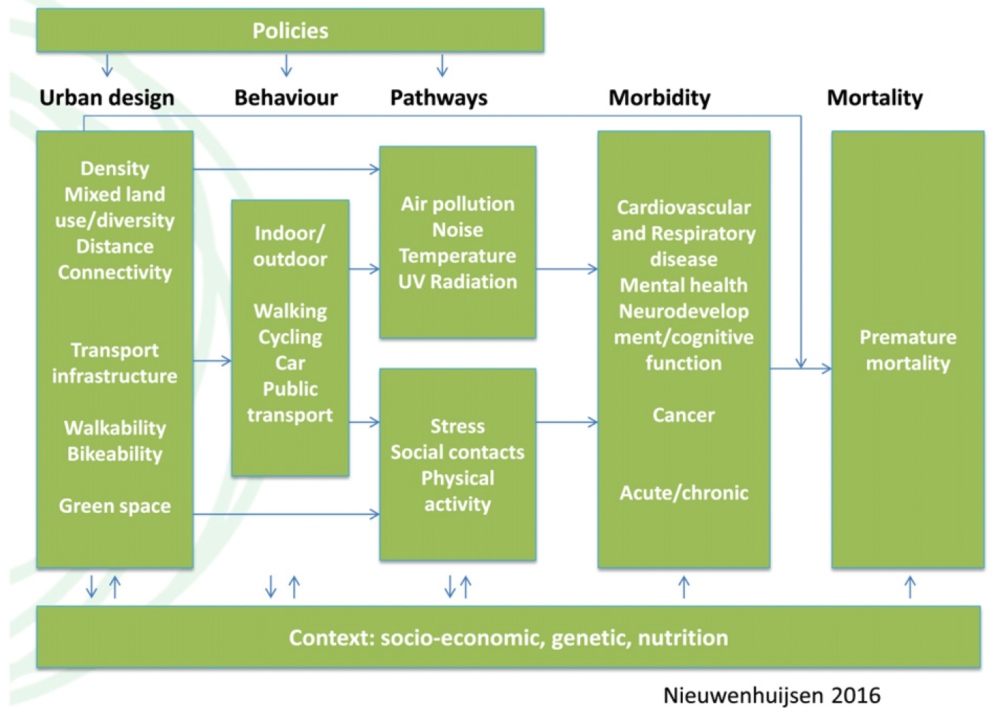 Policies
Urban design
Behaviour
Pathways
Morbidity
Mortality
Density
Mixed land
use/diversity
Distance
Connectivity
Transport
infrastructure
Walkability
Bikeability
Green space
Indoor/
outdoor
Walking
Cycling
Car
Public
transport
Air pollution
Noise
Temperature
UV Radiation
Stress
Social contacts
Physical
activity
Cardiovascular
and Respiratory
disease
Mental health
Neurodevelop
ment/cognitive
function
Cancer
Acute/chronic
Premature
mortality
Context: socio-economic, genetic, nutrition
Nieuwenhuijsen 2016